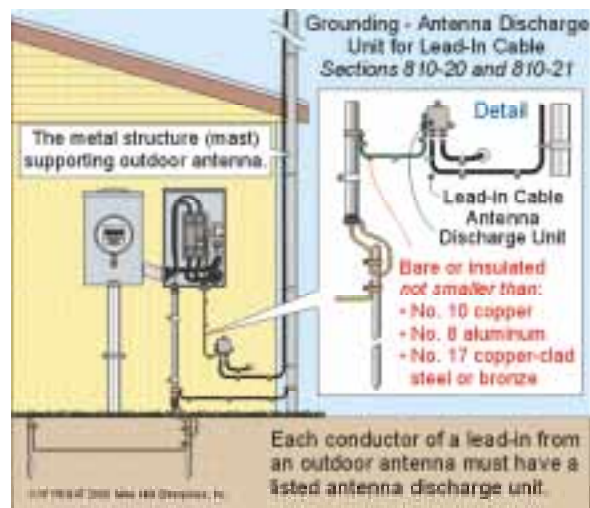 Grounding - Antenna Discharge
Unit for Lead-In Cable
Sections 810-20 and 810-21
The metal structure (mast)
supporting outdoor antenna.
Detail
Lead-in Cable
Antenna
Discharge Unit
Bare or insulated
not smaller than:
• No. 10 copper
• No. 8 aluminum
• No. 17 copper-clad
steel or bronze
Each conductor of a lead-in from
an outdoor antenna must have a
listed antenna discharge unit.